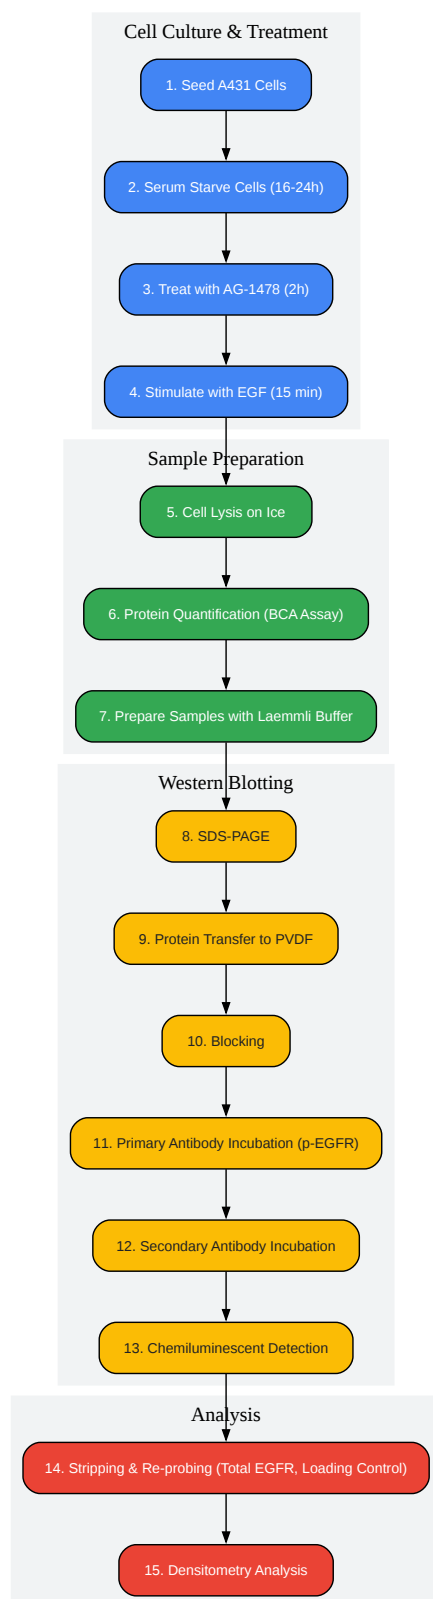 Cell Culture & Treatment
1. Seed A431 Cells
2. Serum Starve Cells (16-24h)
3. Treat with AG-1478 (2h)
4. Stimulate with EGF (15 min)
Sample Preparation
5. Cell Lysis on Ice
6. Protein Quantification (BCA Assay)
7. Prepare Samples with Laemmli Buffer
Western Blotting
8. SDS-PAGE
9. Protein Transfer to PVDF
10. Blocking
11. Primary Antibody Incubation (p-EGFR)
12. Secondary Antibody Incubation
13. Chemiluminescent Detection
Analysis
14. Stripping & Re-probing (Total EGFR, Loading Control)
15. Densitometry Analysis